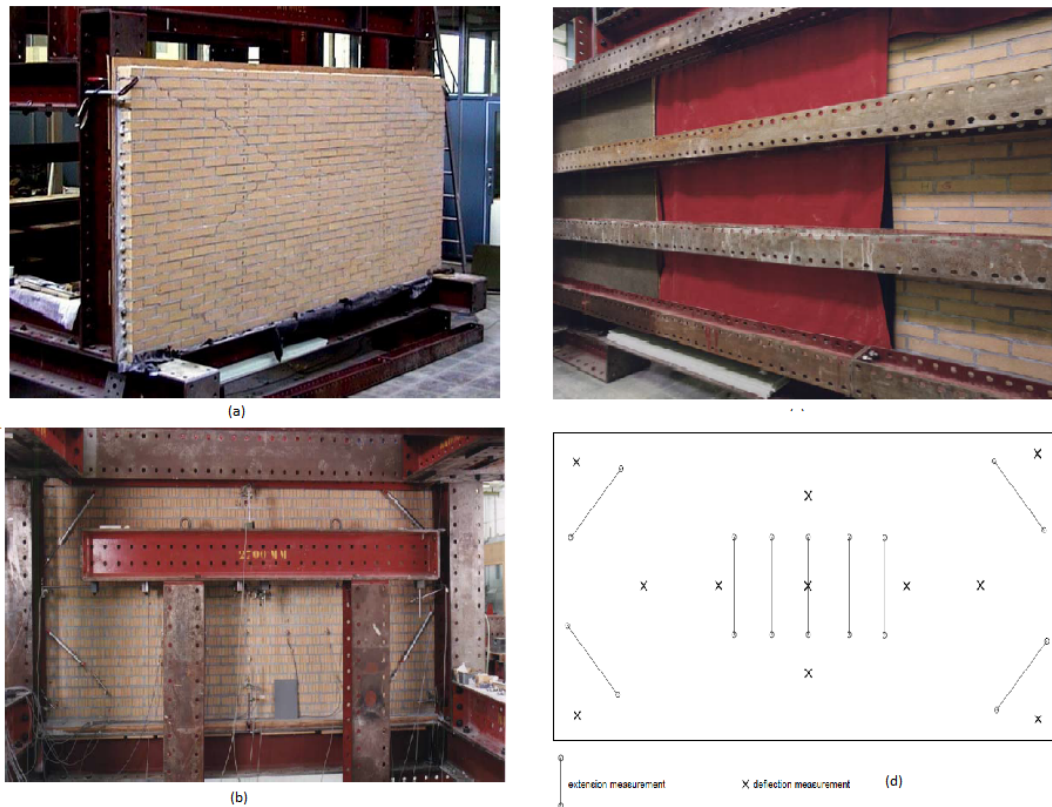 (a)
2700 MM
(b)
extension measurement
deflection measurement
(d)